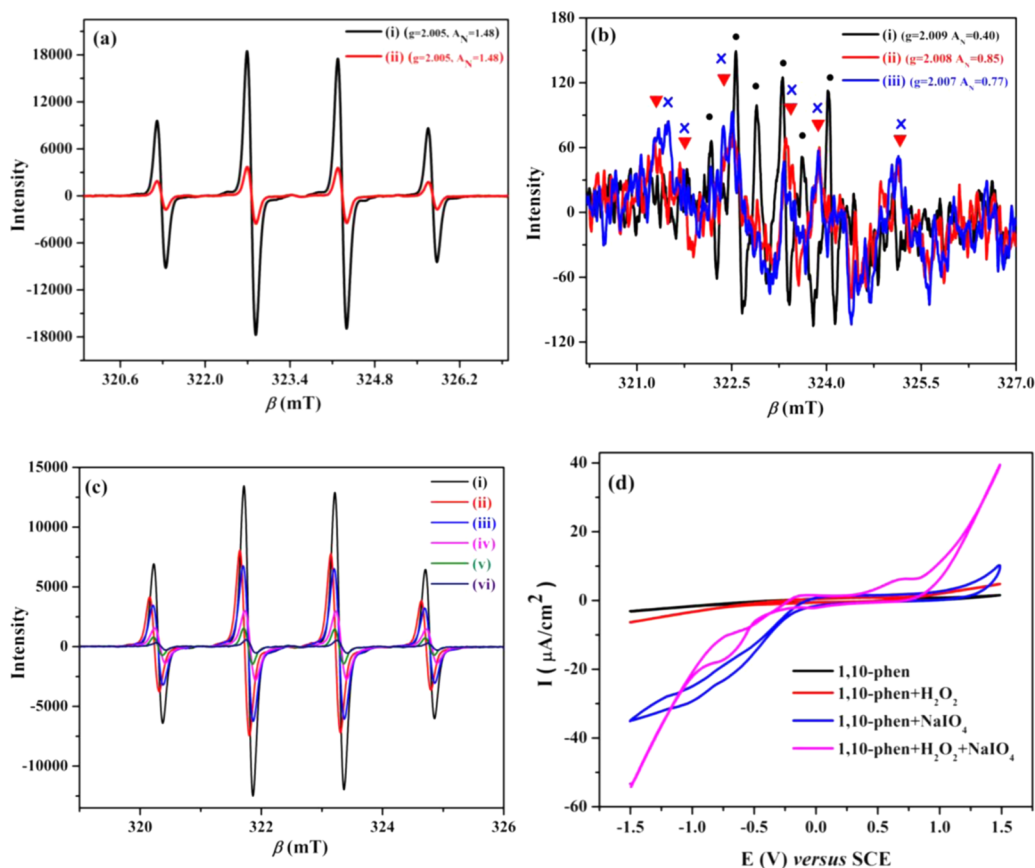 (a)
(i) (g=2.005, A_N=1.48)
(ii) (g=2.005, A_N=1.48)
18000
12000
6000
0
-6000
-12000
-18000
Intensity
320.6 322.0 323.4 324.8 326.2
β (mT)
(b)
(i) (g=2.009 A_N=0.40)
(ii) (g=2.008 A_N=0.85)
(iii) (g=2.007 A_N=0.77)
180
120
60
0
-60
-120
Intensity
321.0 322.5 324.0 325.5 327.0
β (mT)
(c)
(i)
(ii)
(iii)
(iv)
(v)
(vi)
15000
10000
5000
0
-5000
-10000
Intensity
320 322 324 326
β (mT)
(d)
40
20
0
-20
-40
-60
I ( µA/cm²)
1,10-phen
1,10-phen+H₂O₂
1,10-phen+NaIO₄
1,10-phen+H₂O₂+NaIO₄
-1.5 -1.0 -0.5 0.0 0.5 1.0 1.5
E (V) versus SCE